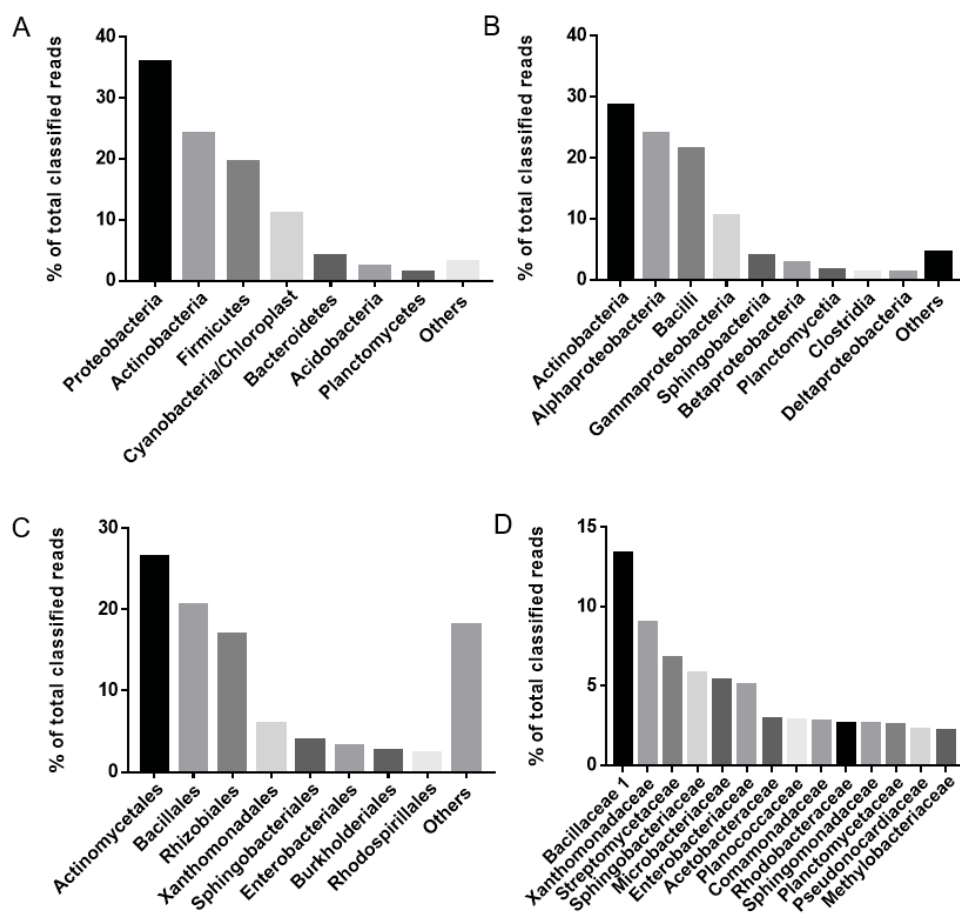 A
% of total classified reads
40
30
20
10
0
Proteobacteria
Actinobacteria
Firmicutes
Cyanobacteria/Chloroplast
Bacteroidetes
Acidobacteria
Planctomycetes
Others
B
% of total classified reads
40
30
20
10
0
Actinobacteria
Alphaproteobacteria
Bacilli
Gammaproteobacteria
Sphingobacteriia
Betaproteobacteria
Planctomycetia
Clostridia
Deltaproteobacteria
Others
C
% of total classified reads
30
20
10
0
Actinomycetales
Bacillales
Rhizobiales
Xanthomonadales
Sphingobacteriales
Enterobacteriales
Burkholderiales
Rhodospirillales
Others
D
% of total classified reads
15
10
5
0
Bacillaceae 1
Xanthomonadaceae
Streptomycetaceae
Sphingobacteriaceae
Microbacteriaceae
Enterobacteriaceae
Acetobacteraceae
Planococcaceae
Comamonadaceae
Rhodobacteraceae
Sphingomonadaceae
Planctomycetaceae
Pseudonocardiaceae
Methylobacteriaceae